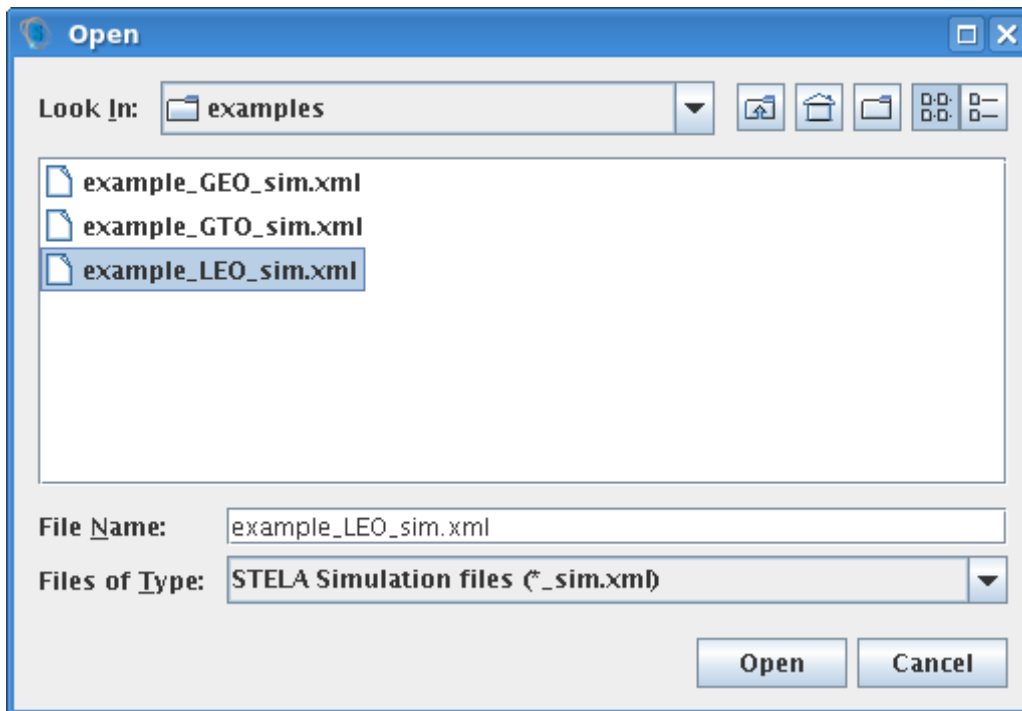 Open
Look In: examples
example_GEO_sim.xml
example_GTO_sim.xml
example_LEO_sim.xml
File Name: example_LEO_sim.xml
Files of Type: STELA Simulation files (*_sim.xml)
Open Cancel